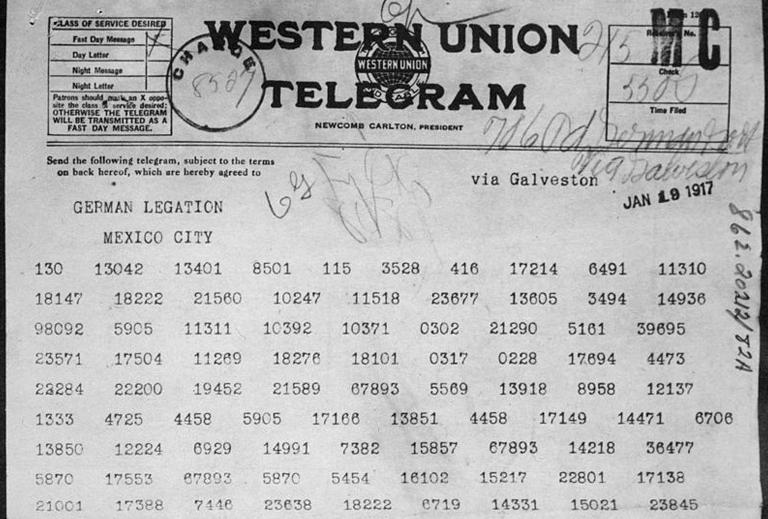 CLASS OF SERVICE DESIRED
Fast Day Message X
Day Letter
Night Message
Night Letter
Patrons should mark an X oppo-
site the class of service desired;
OTHERWISE THE TELEGRAM
WILL BE TRANSMITTED AS A
FAST DAY MESSAGE.
CHARGE
WESTERN UNION
WESTERN UNION
TELEGRAM
NEWCOMB CARLTON, PRESIDENT
MC
Receiver's No.
Check
Time Filed
Send the following telegram, subject to the terms
on back hereof, which are hereby agreed to
via Galveston
via Galveston
JAN 19 1917
GERMAN LEGATION
MEXICO CITY
130 13042 13401 8501 115 3528 416 17214 6491 11310
18147 18222 21560 10247 11518 23677 13605 3494 14936
98092 5905 11311 10392 10371 0302 21290 5161 39695
23571 17504 11269 18276 18101 0317 0228 17694 4473
22284 22200 19452 21589 67893 5569 13918 8958 12137
1333 4725 4458 5905 17166 13851 4458 17149 14471 6706
13850 12224 6929 14991 7382 15857 67893 14218 36477
5870 17553 67893 5870 5454 16102 15217 22801 17138
21001 17388 7446 23638 18222 6719 14331 15021 23845